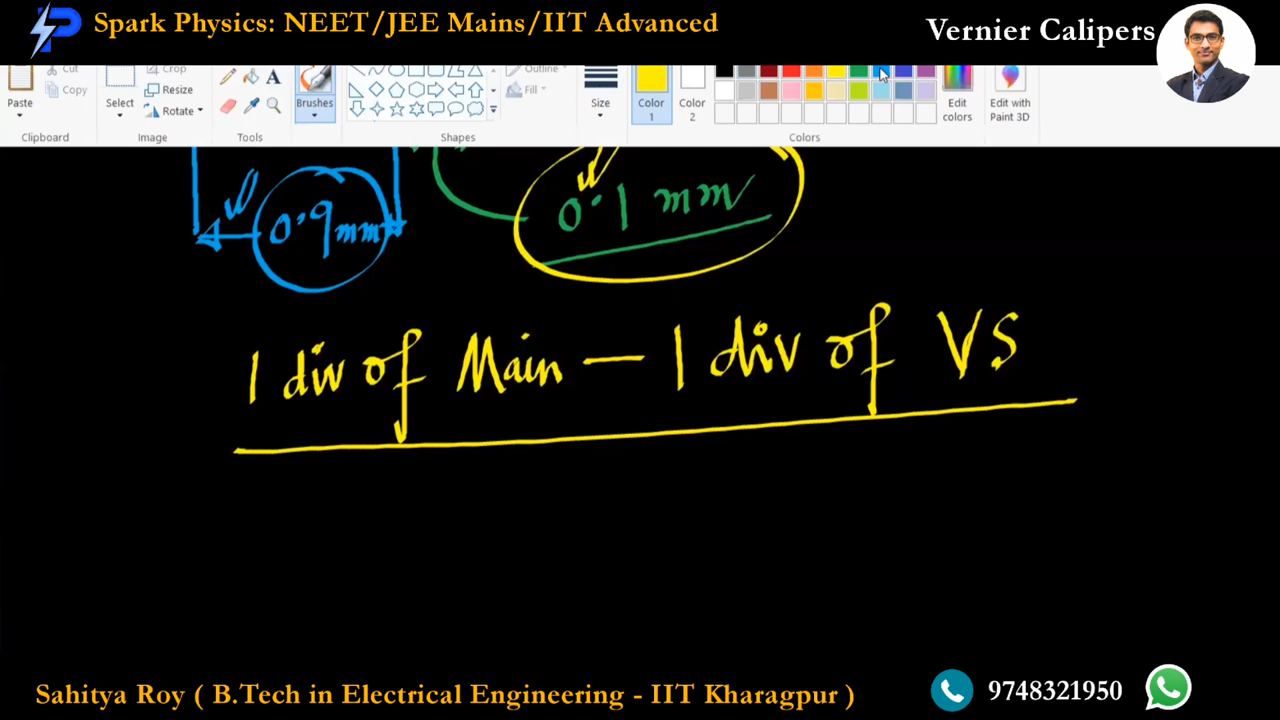 Spark Physics: NEET/JEE Mains/IIT Advanced
Vernier Calipers
Cut
Crop
Outline
Paste
Copy
Select
Resize
Rotate
A
Brushes
Fill
Size
Color 1
Color 2
Edit colors
Edit with Paint 3D
Clipboard
Image
Tools
Shapes
Colors
0.9mm
0.1 mm
1 div of Main — 1 div of VS
Sahitya Roy ( B.Tech in Electrical Engineering - IIT Kharagpur )
9748321950